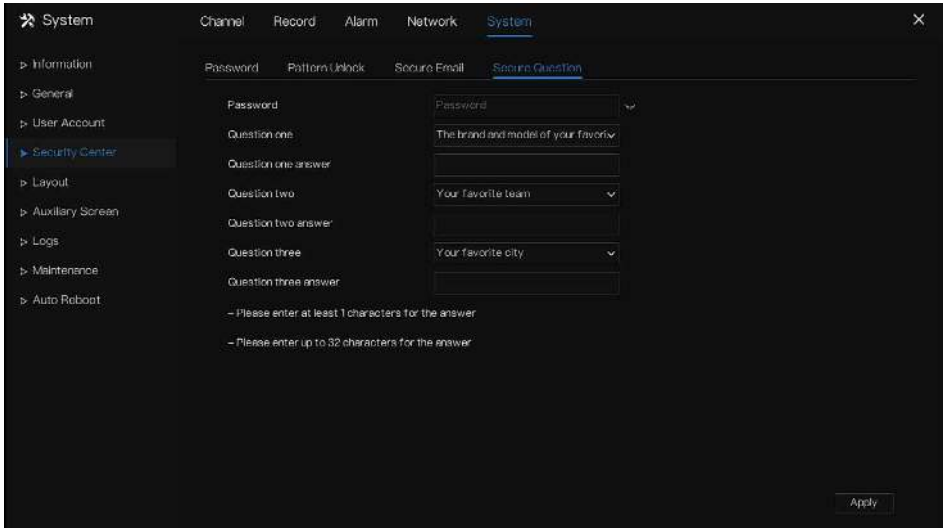 System Channel Record Alarm Network System
Information
General
User Account
Security Center
Layout
Auxiliary Screen
Logs
Maintenance
Auto Reboot
Password Pattern Unlock Secure Email Secure Question
Password Password
Question one The brand and model of your favori
Question one answer
Question two Your favorite team
Question two answer
Question three Your favorite city
Question three answer
– Please enter at least 1 characters for the answer
– Please enter up to 32 characters for the answer
Apply